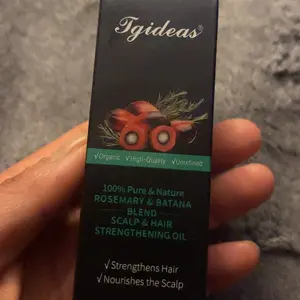 Tgideas®
√Organic √High-Quality √Unrefined
100% Pure & Nature
ROSEMARY & BATANA
BLEND
SCALP & HAIR
STRENGTHENING OIL
√Strengthens Hair
√Nourishes the Scalp